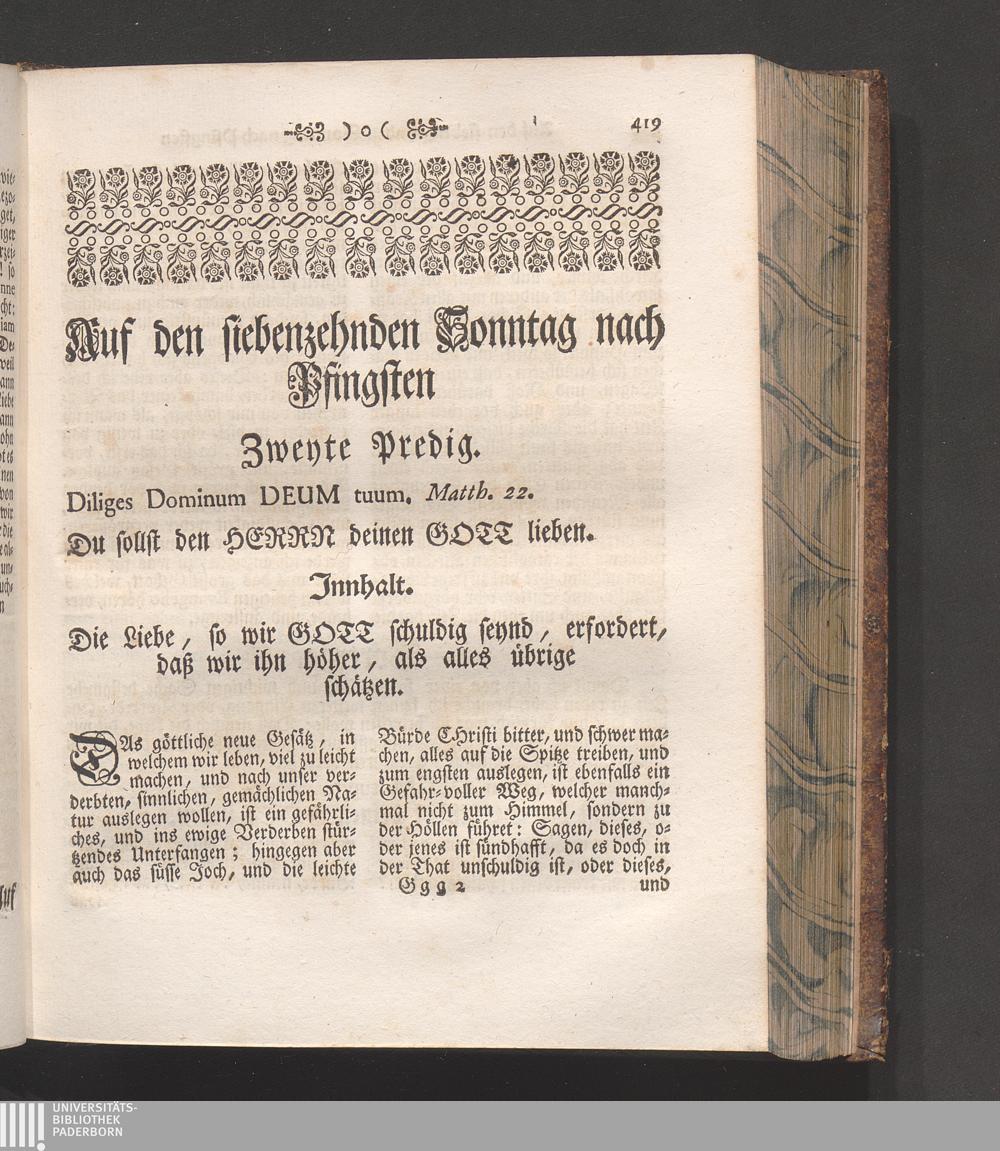 ) o (
419
Auf den siebenzehnden Sonntag nach
Pfingsten
Zweyte Predig.
Diliges Dominum DEUM tuum. Matth. 22.
Du sollst den HERRN deinen GOTT lieben.
Innhalt.
Die Liebe, so wir GOTT schuldig seynd, erfordert,
daß wir ihn höher, als alles übrige
schätzen.
DAs göttliche neue Gesätz, in
welchem wir leben, viel zu leicht
machen, und nach unser ver-
derbten, sinnlichen, gemächlichen Na-
tur auslegen wollen, ist ein gefährli-
ches, und ins ewige Verderben stür-
tzendes Unterfangen; hingegen aber
auch das süsse Joch, und die leichte
Bürde CHristi bitter, und schwer ma-
chen, alles auf die Spitze treiben, und
zum engsten auslegen, ist ebenfalls ein
Gefahr-voller Weg, welcher manch-
mal nicht zum Himmel, sondern zu
der Höllen führet: Sagen, dieses, o-
der jenes ist sündhafft, da es doch in
der That unschuldig ist, oder dieses,
Ggg 2
und
UNIVERSITÄTS-
BIBLIOTHEK
PADERBORN